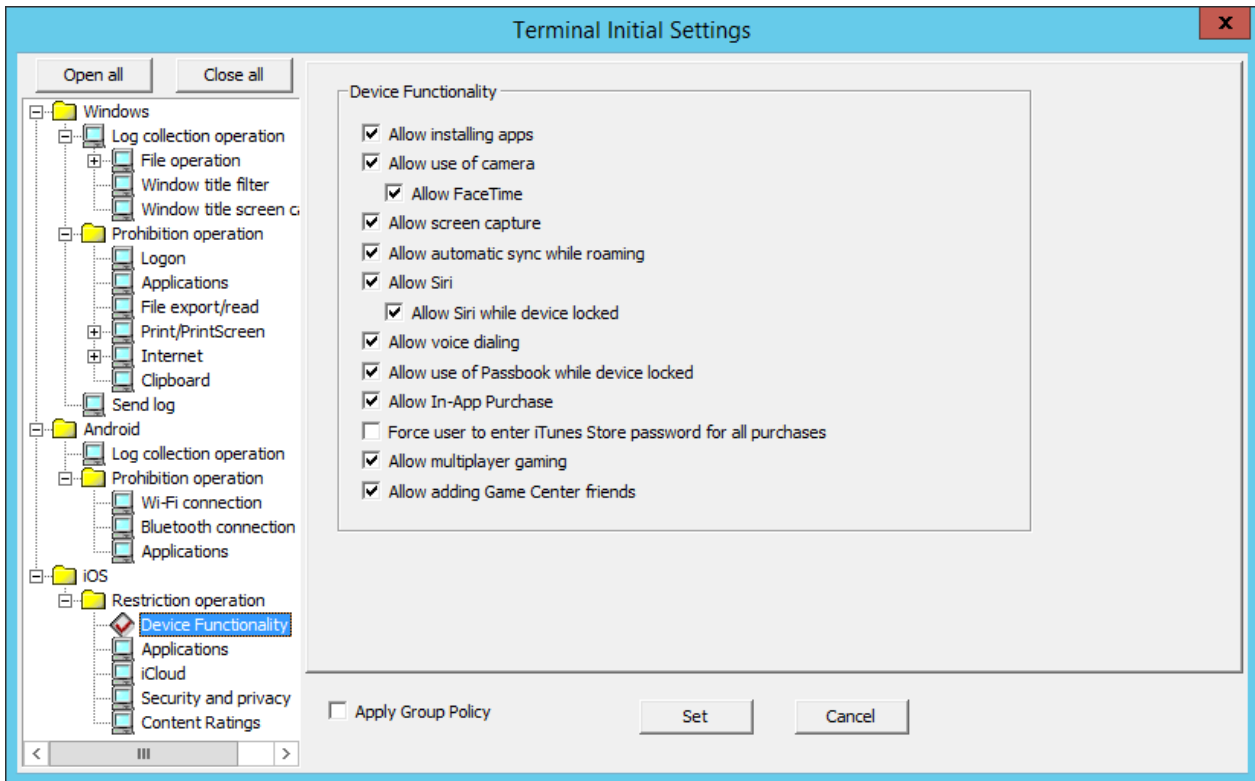 Terminal Initial Settings
x
Open all
Close all
Windows
Log collection operation
File operation
Window title filter
Window title screen ca
Prohibition operation
Logon
Applications
File export/read
Print/PrintScreen
Internet
Clipboard
Send log
Android
Log collection operation
Prohibition operation
Wi-Fi connection
Bluetooth connection
Applications
iOS
Restriction operation
Device Functionality
Applications
iCloud
Security and privacy
Content Ratings
Device Functionality
Allow installing apps
Allow use of camera
Allow FaceTime
Allow screen capture
Allow automatic sync while roaming
Allow Siri
Allow Siri while device locked
Allow voice dialing
Allow use of Passbook while device locked
Allow In-App Purchase
Force user to enter iTunes Store password for all purchases
Allow multiplayer gaming
Allow adding Game Center friends
Apply Group Policy
Set
Cancel